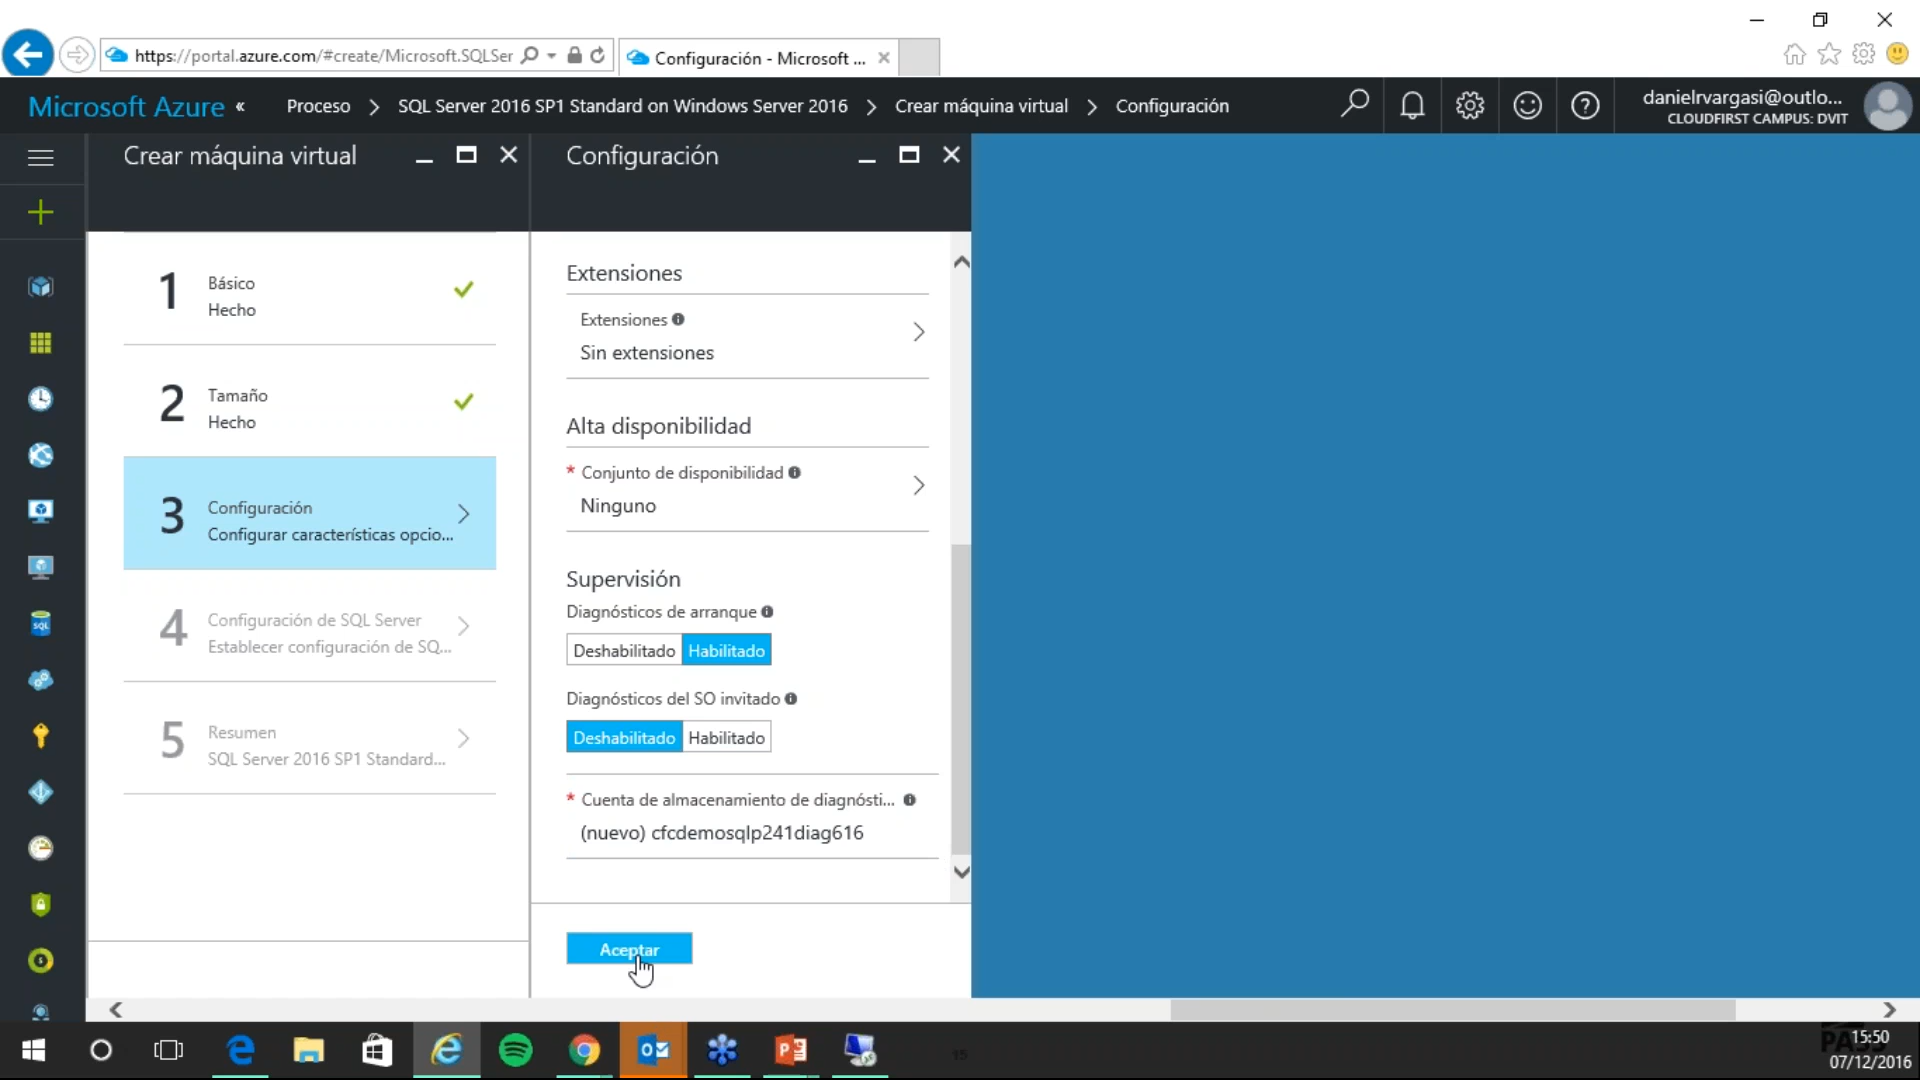 https://portal.azure.com/#create/Microsoft.SQLSer
Configuración - Microsoft ...
Microsoft Azure «
Proceso > SQL Server 2016 SP1 Standard on Windows Server 2016 > Crear máquina virtual > Configuración
danielrvargasi@outlo...
CLOUDFIRST CAMPUS: DVIT
Crear máquina virtual
1
Básico
Hecho
2
Tamaño
Hecho
3
Configuración
Configurar características opcio...
4
Configuración de SQL Server
Establecer configuración de SQ...
5
Resumen
SQL Server 2016 SP1 Standard...
Configuración
Extensiones
Extensiones
Sin extensiones
Alta disponibilidad
* Conjunto de disponibilidad
Ninguno
Supervisión
Diagnósticos de arranque
Deshabilitado Habilitado
Diagnósticos del SO invitado
Deshabilitado Habilitado
* Cuenta de almacenamiento de diagnósti...
(nuevo) cfcdemosqlp241diag616
Aceptar
15
15:50
07/12/2016